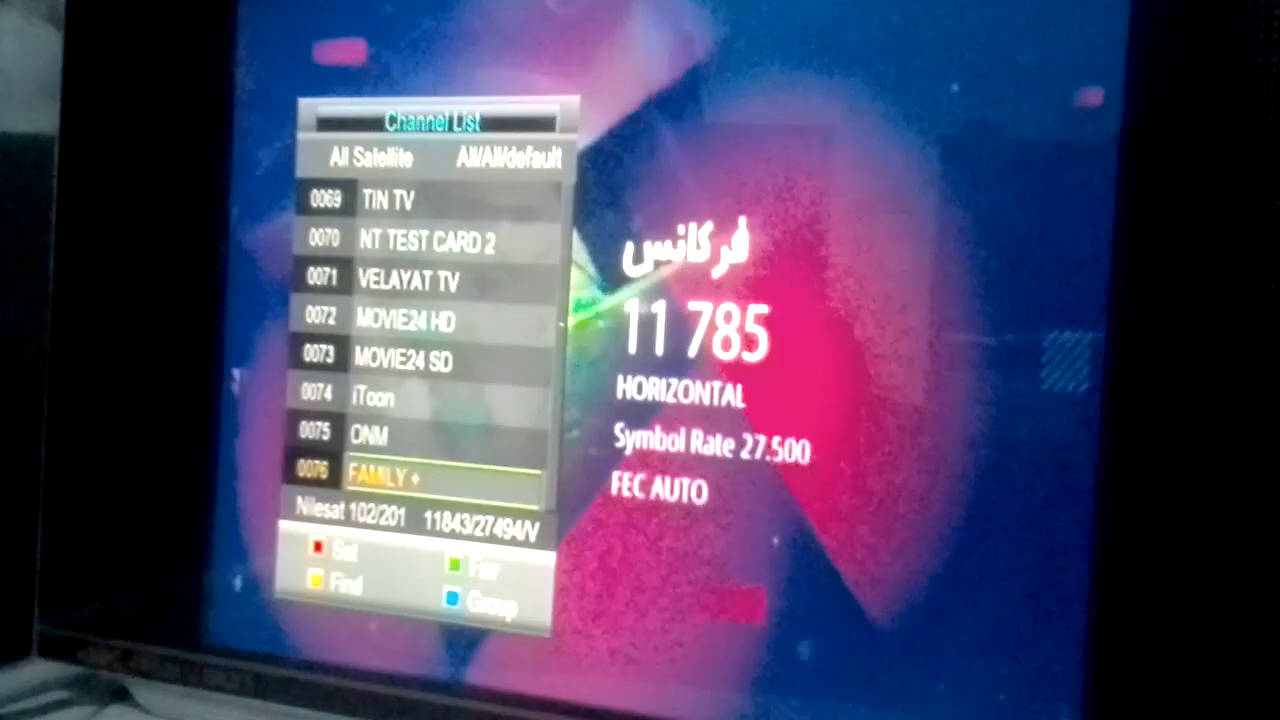 Channel List
All Satellite All/All/default
0069 TIN TV
0070 NT TEST CARD 2
0071 VELAYAT TV
0072 MOVIE24 HD
0073 MOVIE24 SD
0074 iToon
0075 ONM
0076 FAMILY +
Nilesat 102/201 11843/27494/V
Sat Fav
Find Group
فرکانس
11 785
HORIZONTAL
Symbol Rate 27.500
FEC AUTO